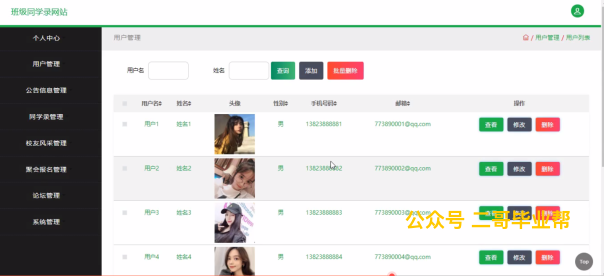 班级同学录网站
个人中心
用户管理
公告信息管理
同学录管理
校友风采管理
聚会报名管理
论坛管理
系统管理
用户管理
/ 用户管理 / 用户列表
用户名 姓名 查询 添加 批量删除
用户名 姓名 头像 性别 手机号码 邮箱 操作
用户1 姓名1 男 13823888881 773890001@qq.com 查看 修改 删除
用户2 姓名2 男 13823888882 773890002@qq.com 查看 修改 删除
用户3 姓名3 男 13823888883 773890003@qq.com 查看 修改 删除
公众号 二哥毕业帮
用户4 姓名4 男 13823888884 773890004@qq.com 查看 修改 删除
Top